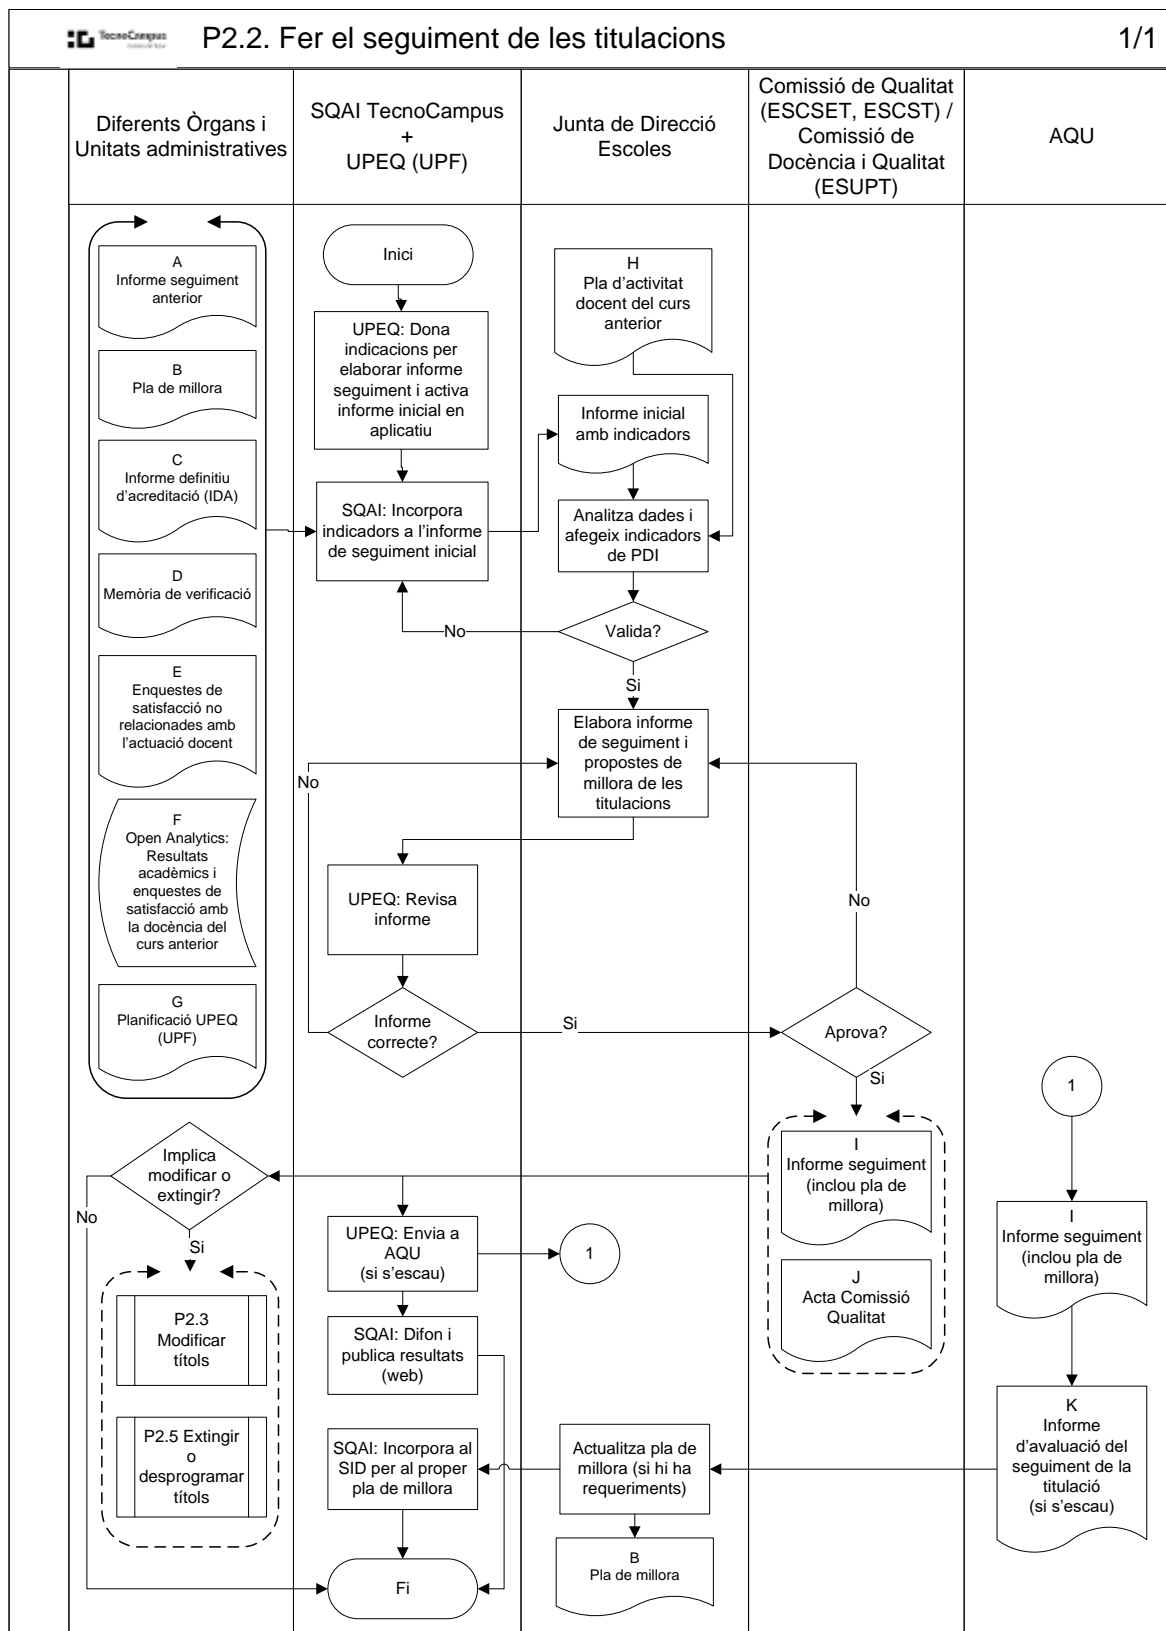 TecnoCampus
P2.2. Fer el seguiment de les titulacions
1/1
Diferents Òrgans i
Unitats administratives
SQAI TecnoCampus
+
UPEQ (UPF)
Junta de Direcció
Escoles
Comissió de Qualitat
(ESCSET, ESCST) /
Comissió de
Docència i Qualitat
(ESUPT)
AQU
A
Informe seguiment
anterior
B
Pla de millora
C
Informe definitiu
d'acreditació (IDA)
D
Memòria de verificació
E
Enquestes de
satisfacció no
relacionades amb
l'actuació docent
F
Open Analytics:
Resultats
acadèmics i
enquestes de
satisfacció amb
la docència del
curs anterior
G
Planificació UPEQ
(UPF)
Implica
modificar o
extingir?
No
Si
P2.3
Modificar
títols
P2.5 Extingir
o
desprogramar
títols
Inici
UPEQ: Dona
indicacions per
elaborar informe
seguiment i activa
informe inicial en
aplicatiu
SQAI: Incorpora
indicadors a l'informe
de seguiment inicial
No
No
UPEQ: Revisa
informe
Informe
correcte?
Si
UPEQ: Envia a
AQU
(si s'escau)
1
SQAI: Difon i
publica resultats
(web)
SQAI: Incorpora al
SID per al proper
pla de millora
Fi
H
Pla d'activitat
docent del curs
anterior
Informe inicial
amb indicadors
Analitza dades i
afegeix indicadors
de PDI
Valida?
Si
Elabora informe
de seguiment i
propostes de
millora de les
titulacions
Actualitza pla de
millora (si hi ha
requeriments)
B
Pla de millora
No
Aprova?
Si
I
Informe seguiment
(inclou pla de
millora)
J
Acta Comissió
Qualitat
1
I
Informe seguiment
(inclou pla de
millora)
K
Informe
d'avaluació del
seguiment de la
titulació
(si s'escau)